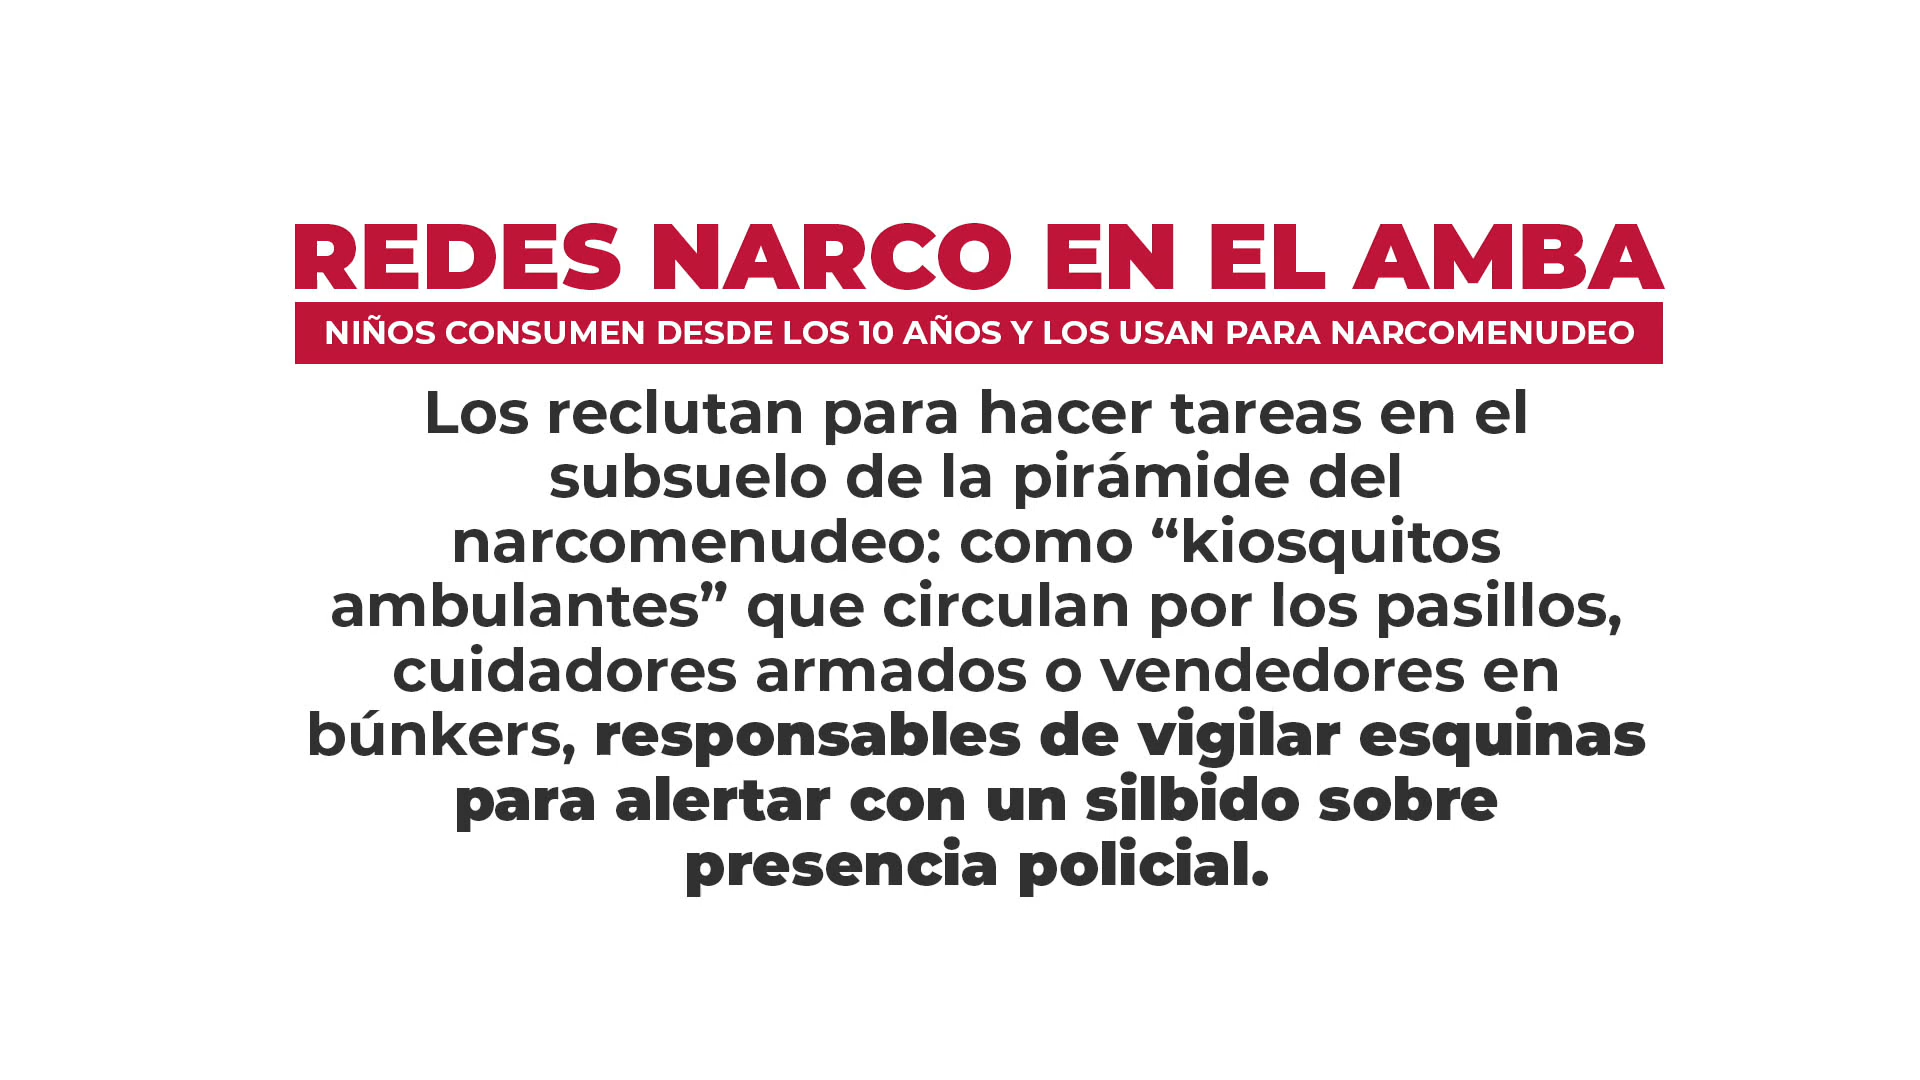 REDES NARCO EN EL AMBA
NIÑOS CONSUMEN DESDE LOS 10 AÑOS Y LOS USAN PARA NARCOMENUDEO
Los reclutan para hacer tareas en el
subsuelo de la pirámide del
narcomenudeo: como “kiosquitos
ambulantes” que circulan por los pasillos,
cuidadores armados o vendedores en
búnkers, responsables de vigilar esquinas
para alertar con un silbido sobre
presencia policial.